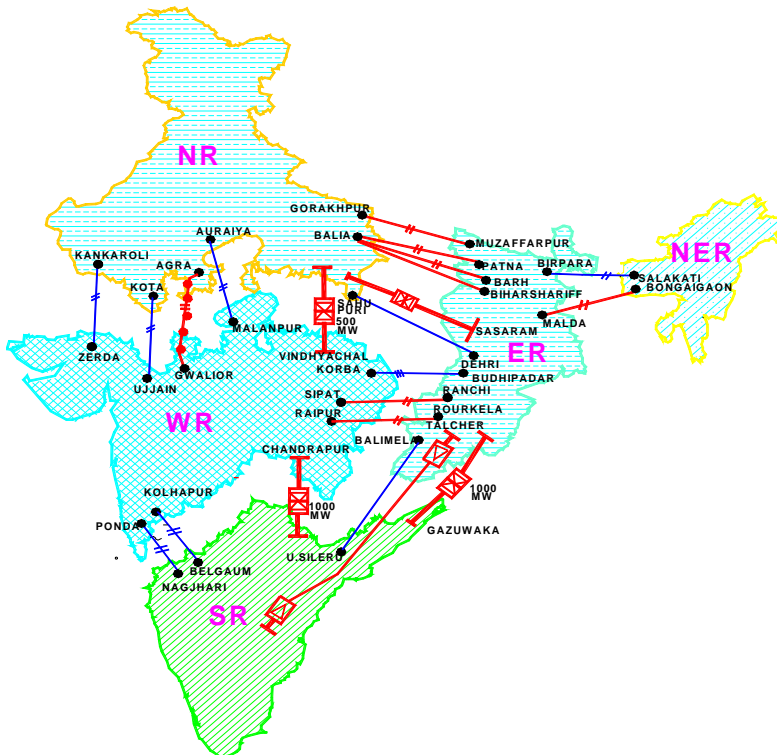 NR
GORAKHPUR
AURAIYA
BALIA
MUZAFFARPUR
NER
KANKAROLI
AGRA
PATNA
BIRPARA
SALAKATI
KOTA
BARH
BONGAIGAON
BIHARSHARIFF
SAHU
PURI
500
MW
MALANPUR
SASARAM
MALDA
ZERDA
VINDHYACHAL
ER
GWALIOR
KORBA
DEHRI
UJJAIN
BUDHIPADAR
SIPAT
RANCHI
WR
RAIPUR
ROURKELA
TALCHER
CHANDRAPUR
BALIMELA
KOLHAPUR
1000
MW
1000
MW
PONDA
GAZUWAKA
U.SILERU
BELGAUM
NAGJHARI
SR